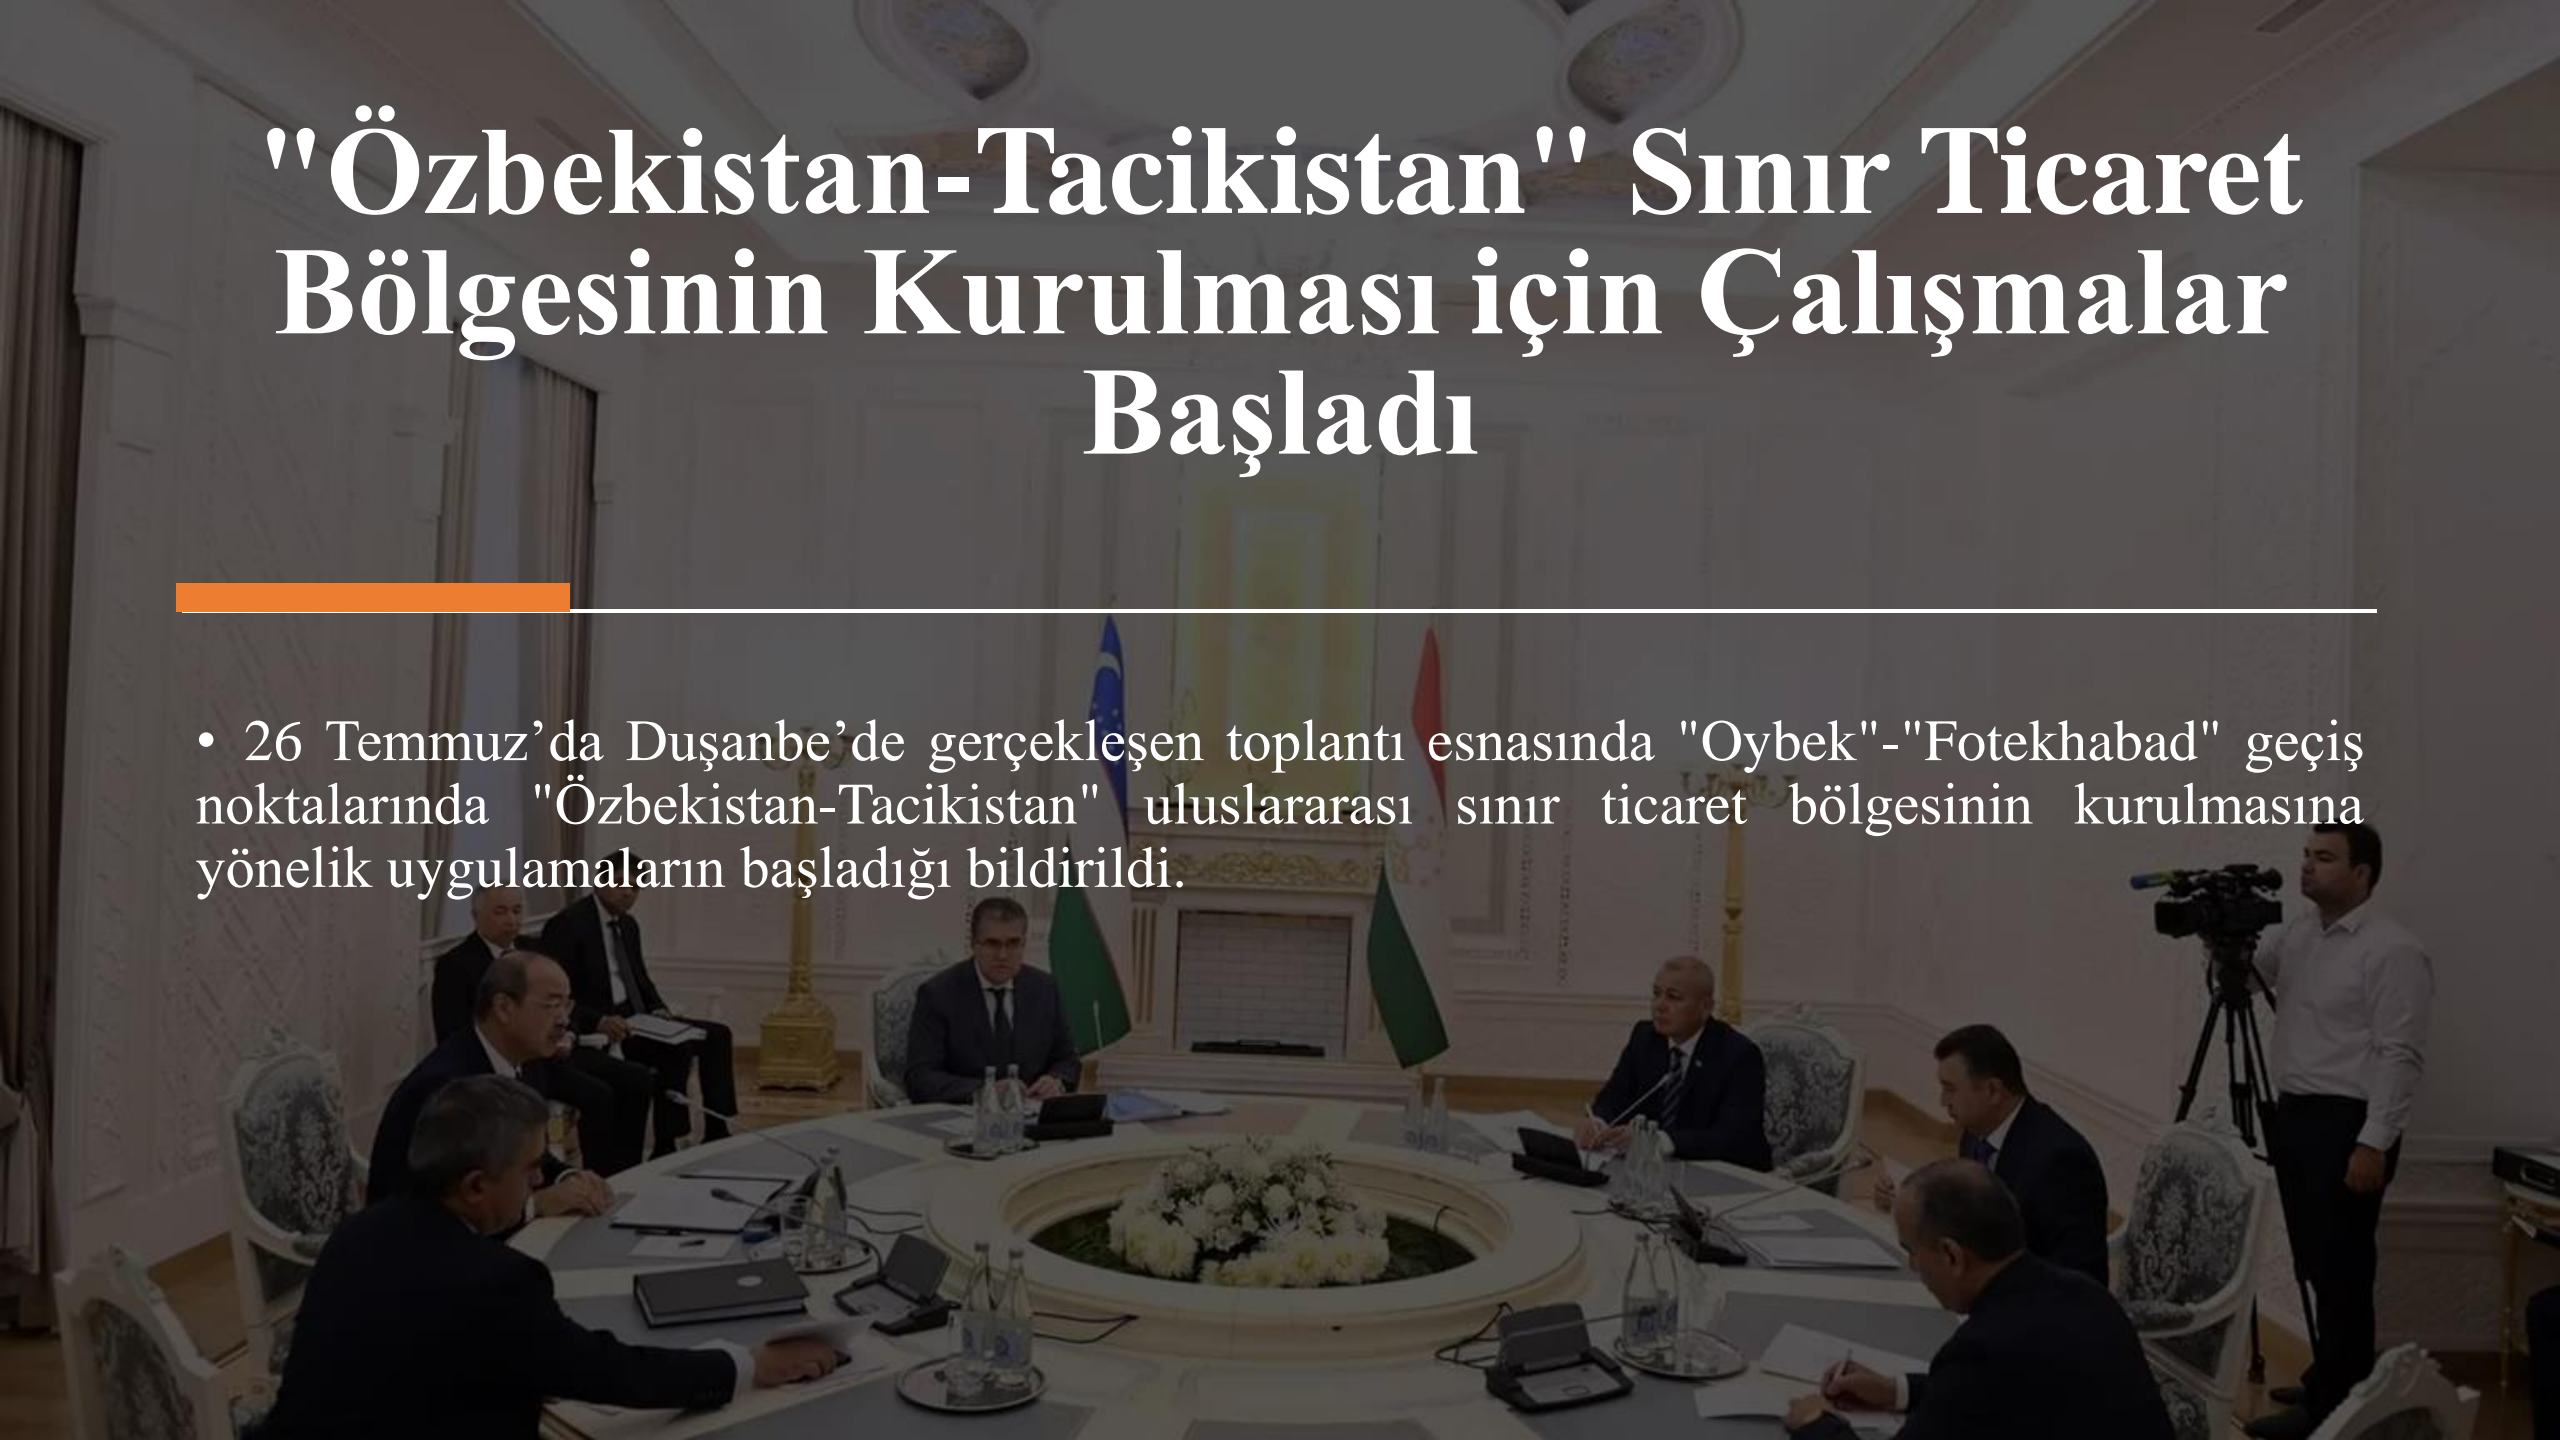 "Özbekistan-Tacikistan" Sınır Ticaret
Bölgesinin Kurulması için Çalışmalar
Başladı
• 26 Temmuz’da Duşanbe’de gerçekleşen toplantı esnasında "Oybek"-"Fotekhabad" geçiş
noktalarında "Özbekistan-Tacikistan" uluslararası sınır ticaret bölgesinin kurulmasına
yönelik uygulamaların başladığı bildirildi.